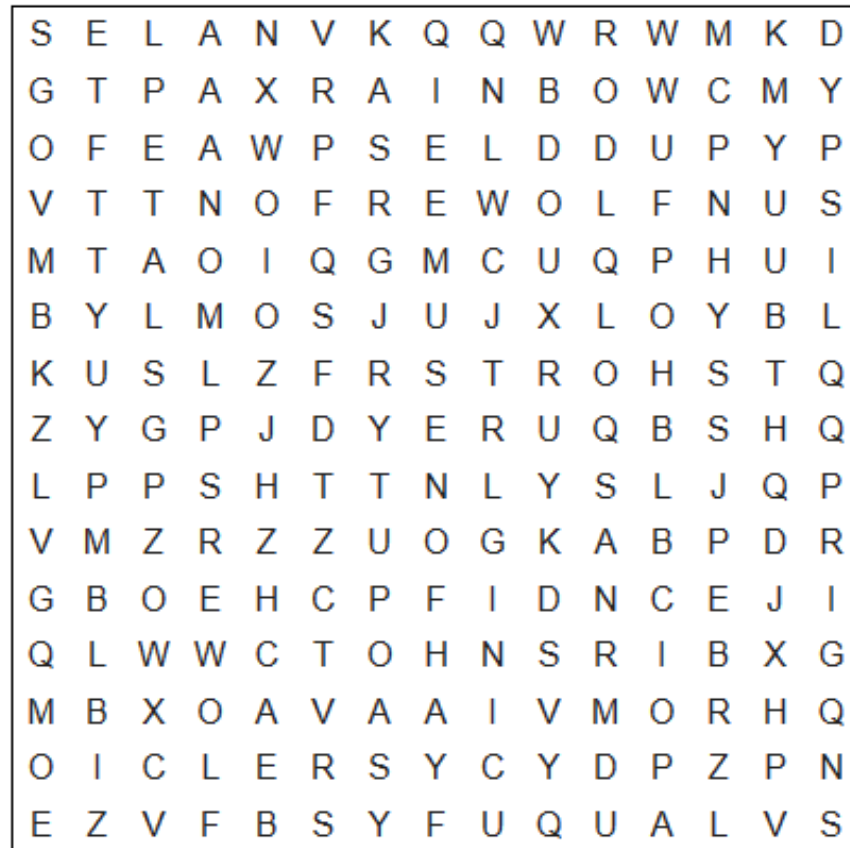 S E L A N V K Q Q W R W M K D
G T P A X R A I N B O W C M Y
O F E A W P S E L D D U P Y P
V T T N O F R E W O L F N U S
M T A O I Q G M C U Q P H U I
B Y L M O S J U J X L O Y B L
K U S L Z F R S T R O H S T Q
Z Y G P J D Y E R U Q B S H Q
L P P S H T T N L Y S L J Q P
V M Z R Z Z U O G K A B P D R
G B O E H C P F I D N C E J I
Q L W W C T O H N S R I B X G
M B X O A V A A I V M O R H Q
O I C L E R S Y C Y D P Z P N
E Z V F B S Y F U Q U A L V S